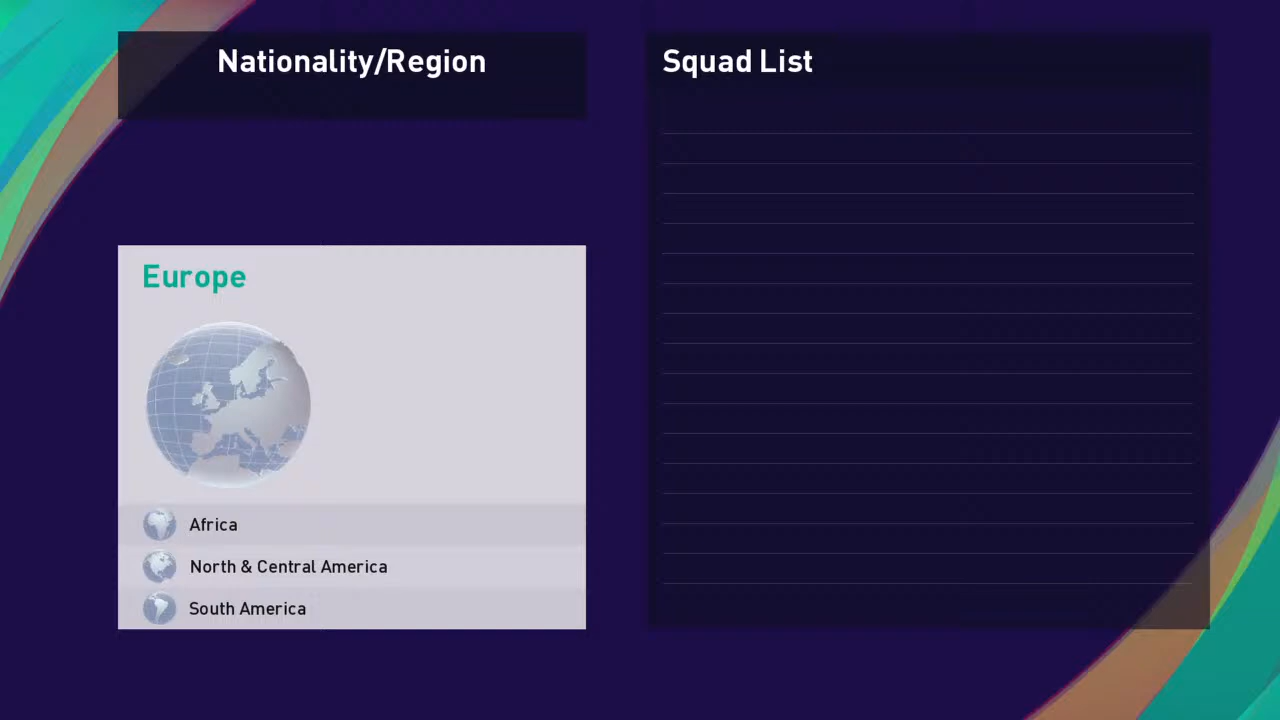 Nationality/Region
Squad List
Europe
Africa
North & Central America
South America